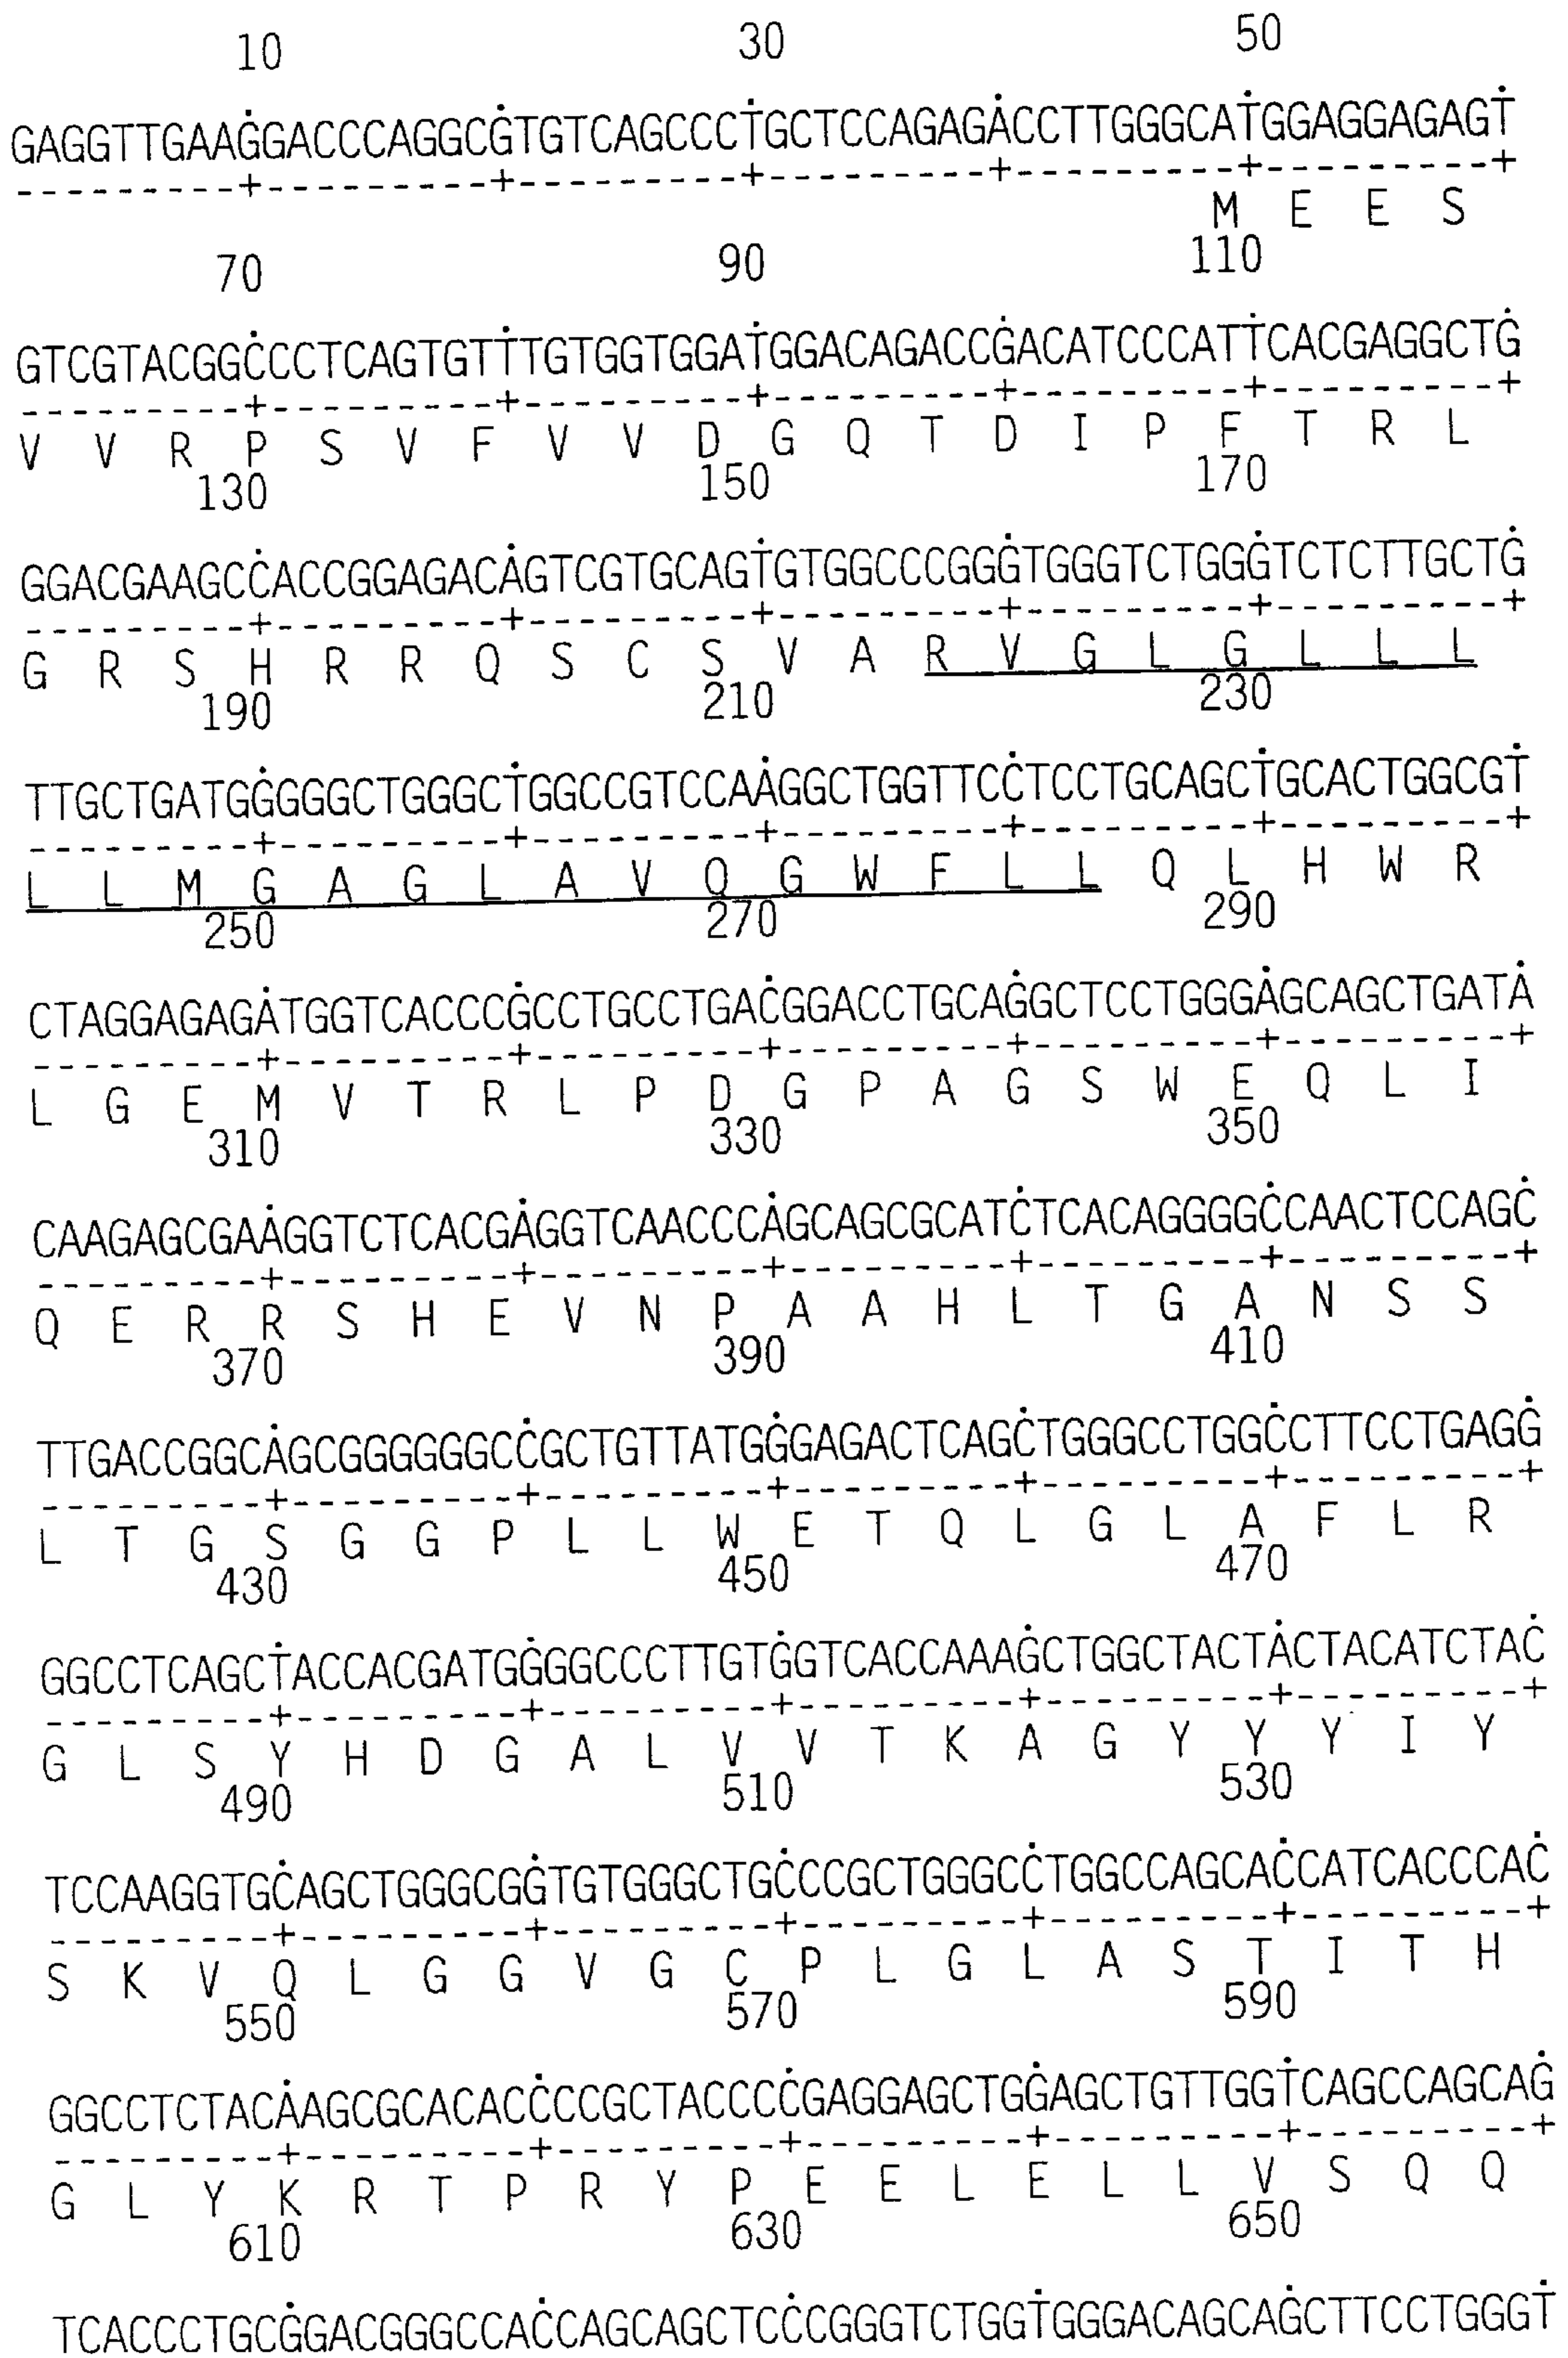 10 30 50
GAGGTTGAAGGACCCAGGCGTGTCAGCCCTGCTCCAGAGACCTTGGGCATGGAGGAGAGT
---------+---------+---------+---------+---------+---------+
M E E S
70 90 110
GTCGTACGGCCCTCAGTGTTTGTGGTGGATGGACAGACCGACATCCCATTCACGAGGCTG
---------+---------+---------+---------+---------+---------+
V V R P S V F V V D G Q T D I P F T R L
130 150 170
GGACGAAGCCACCGGAGACAGTCGTGCAGTGTGGCCCGGGTGGGTCTGGGTCTCTTGCTG
---------+---------+---------+---------+---------+---------+
G R S H R R Q S C S V A R V G L G L L L
190 210 230
TTGCTGATGGGGGCTGGGCTGGCCGTCCAAGGCTGGTTCCTCCTGCAGCTGCACTGGCGT
---------+---------+---------+---------+---------+---------+
L L M G A G L A V Q G W F L L Q L H W R
250 270 290
CTAGGAGAGATGGTCACCCGCCTGCCTGACGGACCTGCAGGCTCCTGGGAGCAGCTGATA
---------+---------+---------+---------+---------+---------+
L G E M V T R L P D G P A G S W E Q L I
310 330 350
CAAGAGCGAAGGTCTCACGAGGTCAACCCAGCAGCGCATCTCACAGGGGCCAACTCCAGC
---------+---------+---------+---------+---------+---------+
Q E R R S H E V N P A A H L T G A N S S
370 390 410
TTGACCGGCAGCGGGGGGCCGCTGTTATGGGAGACTCAGCTGGGCCTGGCCTTCCTGAGG
---------+---------+---------+---------+---------+---------+
L T G S G G P L L W E T Q L G L A F L R
430 450 470
GGCCTCAGCTACCACGATGGGGCCCTTGTGGTCACCAAAGCTGGCTACTACTACATCTAC
---------+---------+---------+---------+---------+---------+
G L S Y H D G A L V V T K A G Y Y Y I Y
490 510 530
TCCAAGGTGCAGCTGGGCGGTGTGGGCTGCCCGCTGGGCCTGGCCAGCACCATCACCCAC
---------+---------+---------+---------+---------+---------+
S K V Q L G G V G C P L G L A S T I T H
550 570 590
GGCCTCTACAAGCGCACACCCCGCTACCCCGAGGAGCTGGAGCTGTTGGTCAGCCAGCAG
---------+---------+---------+---------+---------+---------+
G L Y K R T P R Y P E E L E L L V S Q Q
610 630 650
TCACCCTGCGGACGGGCCACCAGCAGCTCCCGGGTCTGGTGGGACAGCAGCTTCCTGGGT